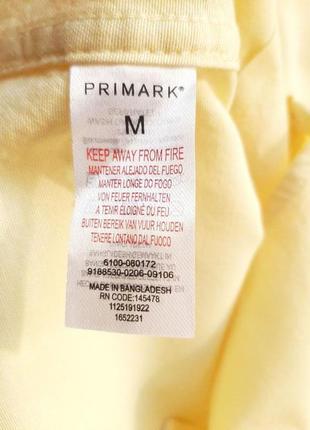 PRIMARK®
M
KEEP AWAY FROM FIRE
MANTENER ALEJADO DEL FUEGO
MANTER LONGE DO FOGO
VON FEUER FERNHALTEN
A TENIR ÉLOIGNÉ DU FEU
BUITEN BEREIK VAN VUUR HOUDEN
TENERE LONTANO DAL FUOCO
6100-080172
9188530-0206-09106
MADE IN BANGLADESH
RN CODE:145478
1125191922
1652231